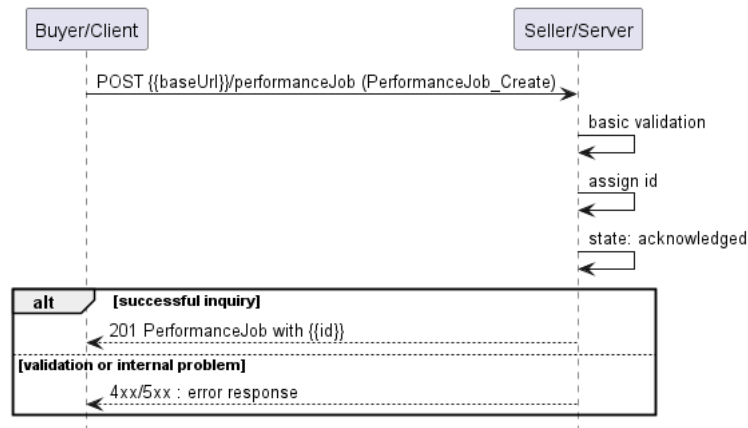 Buyer/Client
Seller/Server
POST {{baseUrl}}/performanceJob (PerformanceJob_Create)
basic validation
assign id
state: acknowledged
alt
[successful inquiry]
201 PerformanceJob with {{id}}
[validation or internal problem]
4xx/5xx : error response